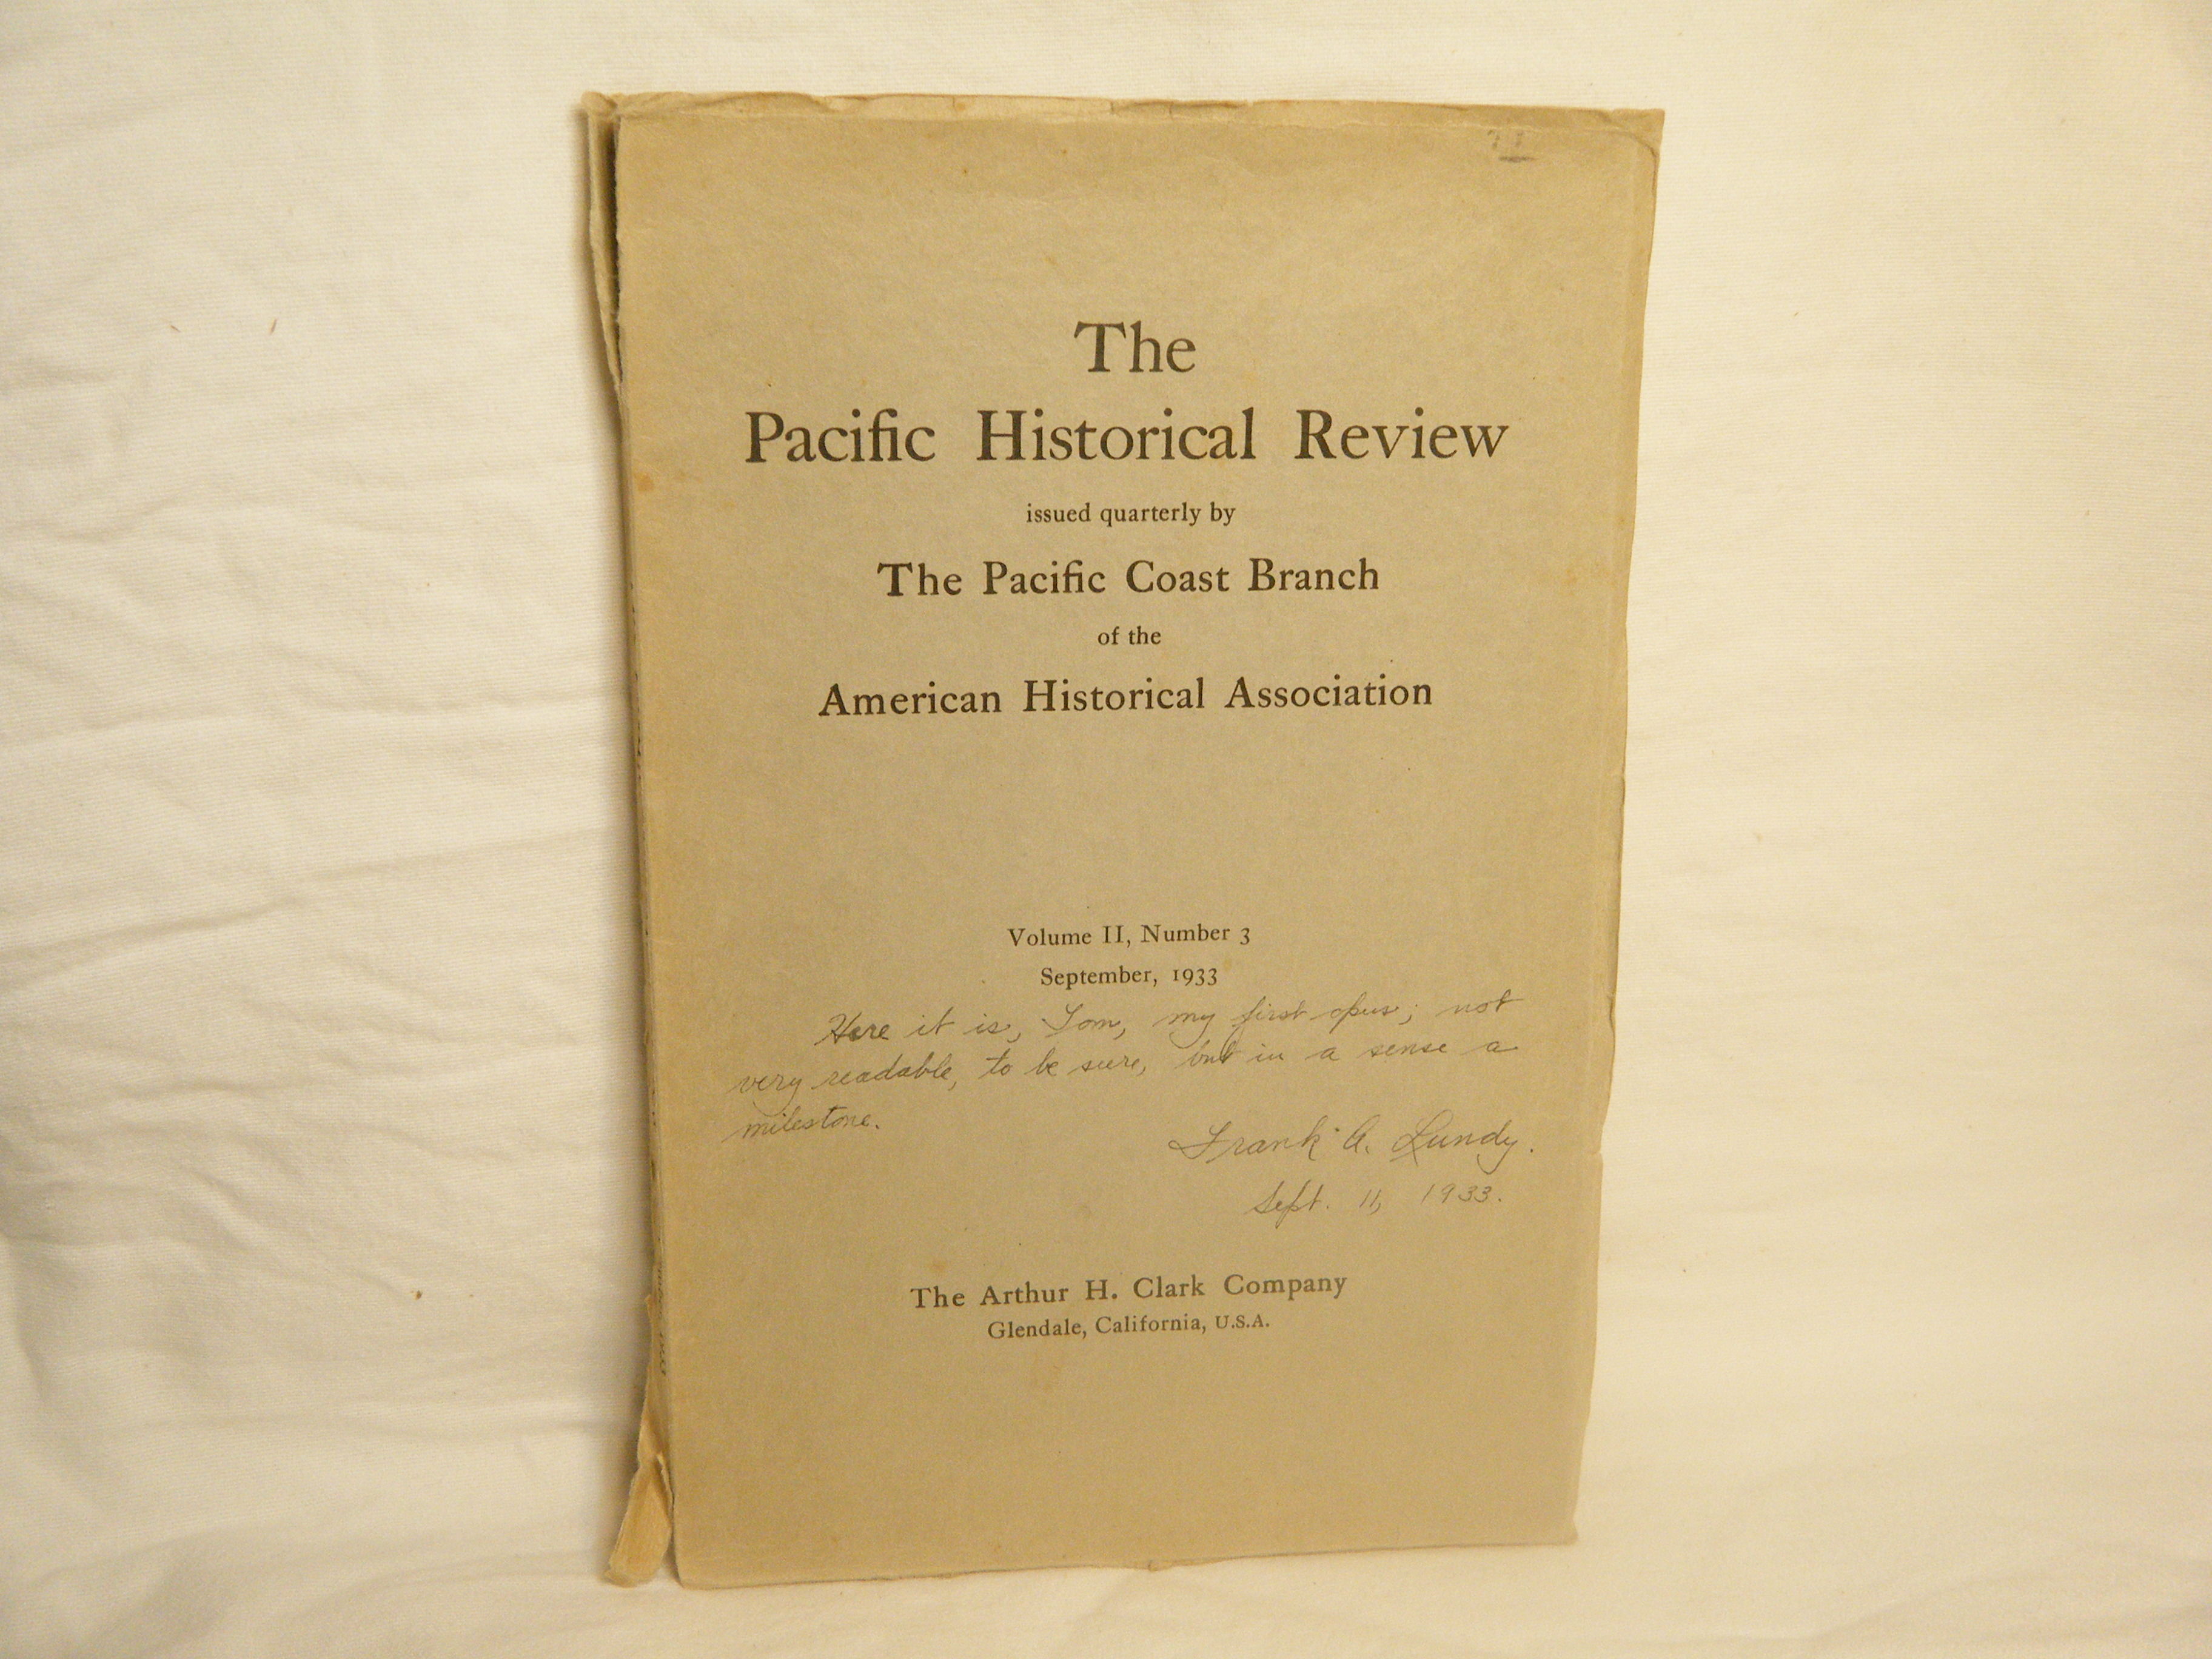 The
Pacific Historical Review
issued quarterly by
The Pacific Coast Branch
of the
American Historical Association
Volume II, Number 3
September, 1933
Here it is, Tom, my first opus; not
very readable, to be sure, but in a sense a
milestone.
Frank A. Lundy.
Sept. 11, 1933.
The Arthur H. Clark Company
Glendale, California, U.S.A.